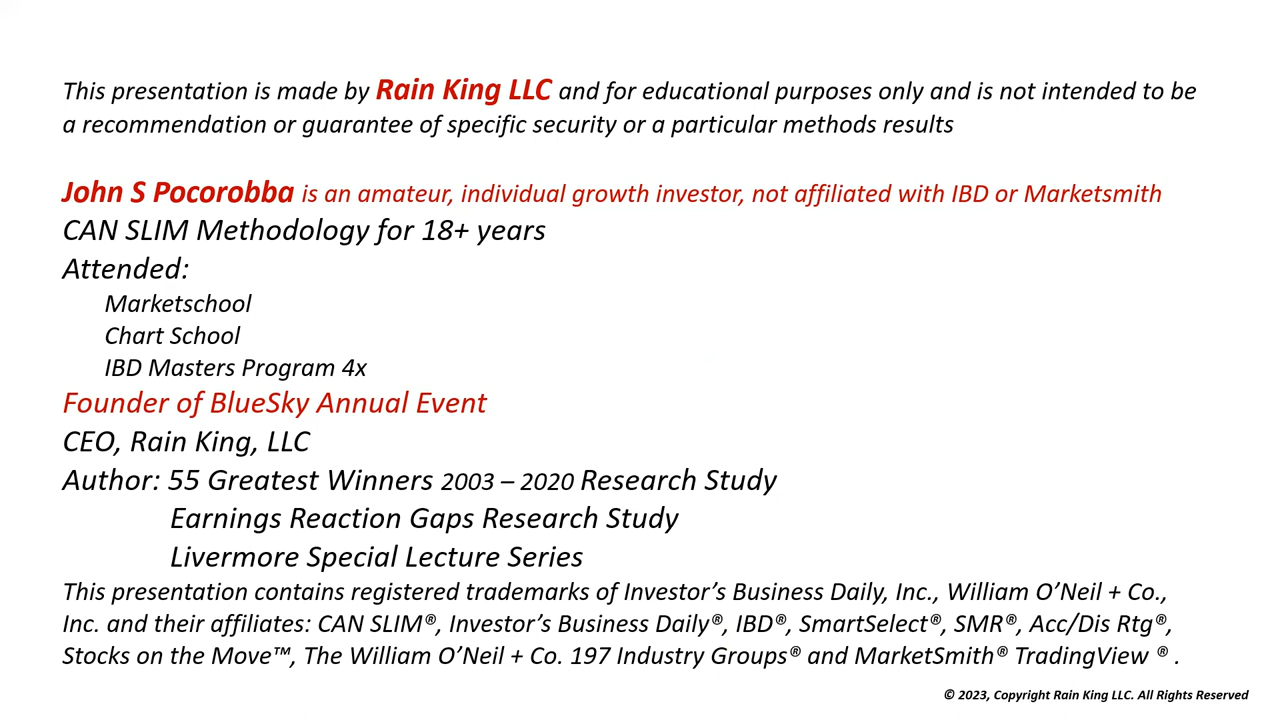 This presentation is made by Rain King LLC and for educational purposes only and is not intended to be
a recommendation or guarantee of specific security or a particular methods results
John S Pocorobba is an amateur, individual growth investor, not affiliated with IBD or Marketsmith
CAN SLIM Methodology for 18+ years
Attended:
Marketschool
Chart School
IBD Masters Program 4x
Founder of BlueSky Annual Event
CEO, Rain King, LLC
Author: 55 Greatest Winners 2003 – 2020 Research Study
Earnings Reaction Gaps Research Study
Livermore Special Lecture Series
This presentation contains registered trademarks of Investor’s Business Daily, Inc., William O’Neil + Co.,
Inc. and their affiliates: CAN SLIM®, Investor’s Business Daily®, IBD®, SmartSelect®, SMR®, Acc/Dis Rtg®,
Stocks on the Move™, The William O’Neil + Co. 197 Industry Groups® and MarketSmith® TradingView ® .
© 2023, Copyright Rain King LLC. All Rights Reserved